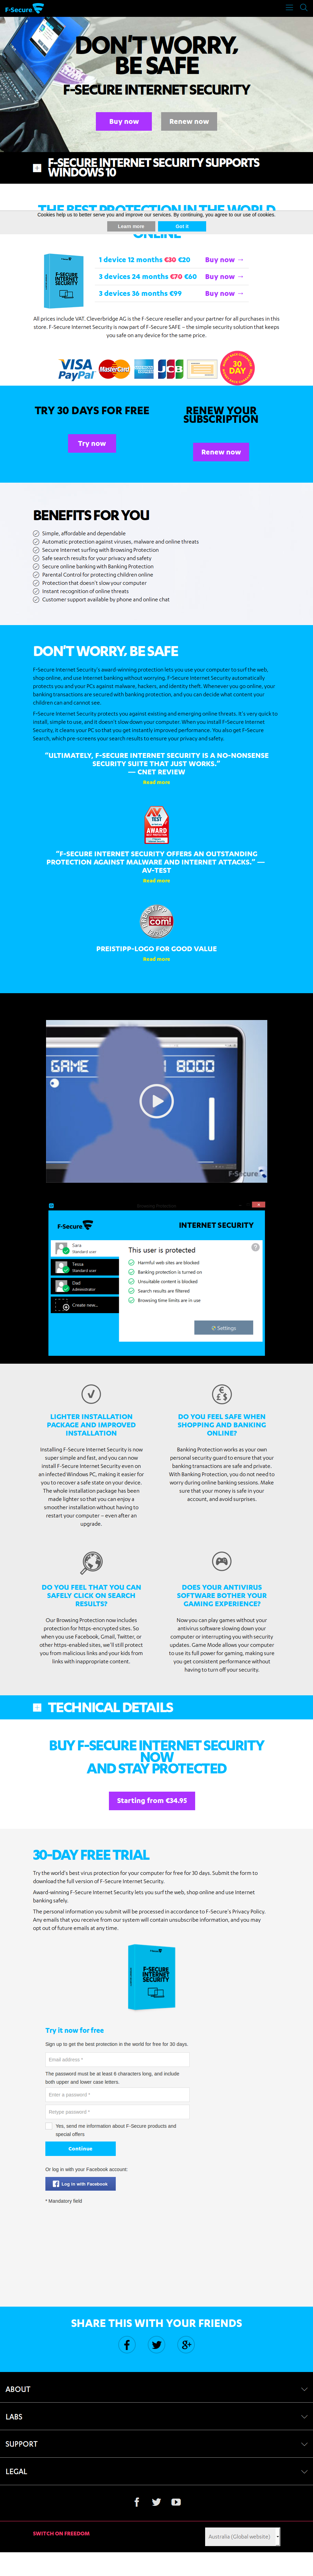 F-Secure
DON'T WORRY,
BE SAFE
F-SECURE INTERNET SECURITY
Buy now
Renew now
F-SECURE INTERNET SECURITY SUPPORTS
WINDOWS 10
THE BEST PROTECTION IN THE WORLD
Cookies help us to better serve you and improve our services. By continuing, you agree to our use of cookies.
Learn more
Got it
ONLINE
1 device 12 months €30 €20 Buy now →
3 devices 24 months €70 €60 Buy now →
3 devices 36 months €99 Buy now →
All prices include VAT. Cleverbridge AG is the F-Secure reseller and your partner for all purchases in this
store. F-Secure Internet Security is now part of F-Secure SAFE – the simple security solution that keeps
you safe on any device for the same price.
VISA
PayPal
MasterCard
JCB
30
DAY
TRY 30 DAYS FOR FREE
Try now
RENEW YOUR
SUBSCRIPTION
Renew now
BENEFITS FOR YOU
Simple, affordable and dependable
Automatic protection against viruses, malware and online threats
Secure Internet surfing with Browsing Protection
Safe search results for your privacy and safety
Secure online banking with Banking Protection
Parental Control for protecting children online
Protection that doesn't slow your computer
Instant recognition of online threats
Customer support available by phone and online chat
DON'T WORRY. BE SAFE
F-Secure Internet Security's award-winning protection lets you use your computer to surf the web,
shop online, and use Internet banking without worrying. F-Secure Internet Security automatically
protects you and your PCs against malware, hackers, and identity theft. Whenever you go online, your
banking transactions are secured with banking protection, and you can decide what content your
children can and cannot see.
F-Secure Internet Security protects you against existing and emerging online threats. It's very quick to
install, simple to use, and it doesn't slow down your computer. When you install F-Secure Internet
Security, it cleans your PC so that you get instantly improved performance. You also get F-Secure
Search, which pre-screens your search results to ensure your privacy and safety.
"ULTIMATELY, F-SECURE INTERNET SECURITY IS A NO-NONSENSE
SECURITY SUITE THAT JUST WORKS."
— CNET REVIEW
Read more
AV TEST
AWARD
"F-SECURE INTERNET SECURITY OFFERS AN OUTSTANDING
PROTECTION AGAINST MALWARE AND INTERNET ATTACKS." —
AV-TEST
Read more
PREISTIPP
com!
PREISTIPP-LOGO FOR GOOD VALUE
Read more
GAME 8000
F-Secure
F-Secure
INTERNET SECURITY
Sara
Standard user
Tessa
Standard user
Dad
Administrator
Create new...
This user is protected
Harmful web sites are blocked
Banking protection is turned on
Unsuitable content is blocked
Search results are filtered
Browsing time limits are in use
Settings
LIGHTER INSTALLATION
PACKAGE AND IMPROVED
INSTALLATION
Installing F-Secure Internet Security is now
super simple and fast, and you can now
install F-Secure Internet Security even on
an infected Windows PC, making it easier for
you to recover a safe state on your device.
The whole installation package has been
made lighter so that you can enjoy a
smoother installation without having to
restart your computer – even after an
upgrade.
DO YOU FEEL SAFE WHEN
SHOPPING AND BANKING
ONLINE?
Banking Protection works as your own
personal security guard to ensure that your
banking transactions are safe and private.
With Banking Protection, you do not need to
worry during online banking sessions. Make
sure that your money is safe in your
account, and avoid surprises.
DO YOU FEEL THAT YOU CAN
SAFELY CLICK ON SEARCH
RESULTS?
Our Browsing Protection now includes
protection for https-encrypted sites. So
when you use Facebook, Gmail, Twitter, or
other https-enabled sites, we'll still protect
you from malicious links and your kids from
links with inappropriate content.
DOES YOUR ANTIVIRUS
SOFTWARE BOTHER YOUR
GAMING EXPERIENCE?
Now you can play games without your
antivirus software slowing down your
computer or interrupting you with security
updates. Game Mode allows your computer
to use its full power for gaming, making sure
you get consistent performance without
having to turn off your security.
TECHNICAL DETAILS
BUY F-SECURE INTERNET SECURITY
NOW
AND STAY PROTECTED
Starting from €34.95
30-DAY FREE TRIAL
Try the world's best virus protection for your computer for free for 30 days. Submit the form to
download the full version of F-Secure Internet Security.
Award-winning F-Secure Internet Security lets you surf the web, shop online and use Internet
banking safely.
The personal information you submit will be processed in accordance to F-Secure's Privacy Policy.
Any emails that you receive from our system will contain unsubscribe information, and you may
opt out of future emails at any time.
INTERNET
SECURITY
Try it now for free
Sign up to get the best protection in the world for free for 30 days.
Email address *
The password must be at least 6 characters long, and include
both upper and lower case letters.
Enter a password *
Retype password *
Yes, send me information about F-Secure products and
special offers
Continue
Or log in with your Facebook account:
Log in with Facebook
* Mandatory field
SHARE THIS WITH YOUR FRIENDS
ABOUT
LABS
SUPPORT
LEGAL
SWITCH ON FREEDOM
Australia (Global website)